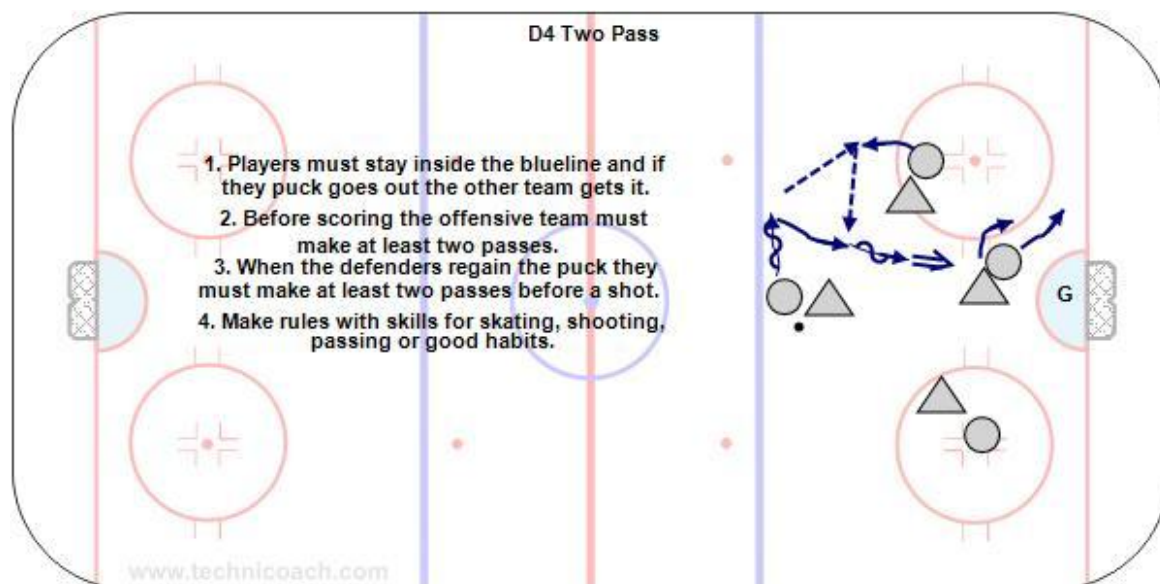 D4 Two Pass
1. Players must stay inside the blueline and if
they puck goes out the other team gets it.
2. Before scoring the offensive team must
make at least two passes.
3. When the defenders regain the puck they
must make at least two passes before a shot.
4. Make rules with skills for skating, shooting,
passing or good habits.
G
www.technicoach.com